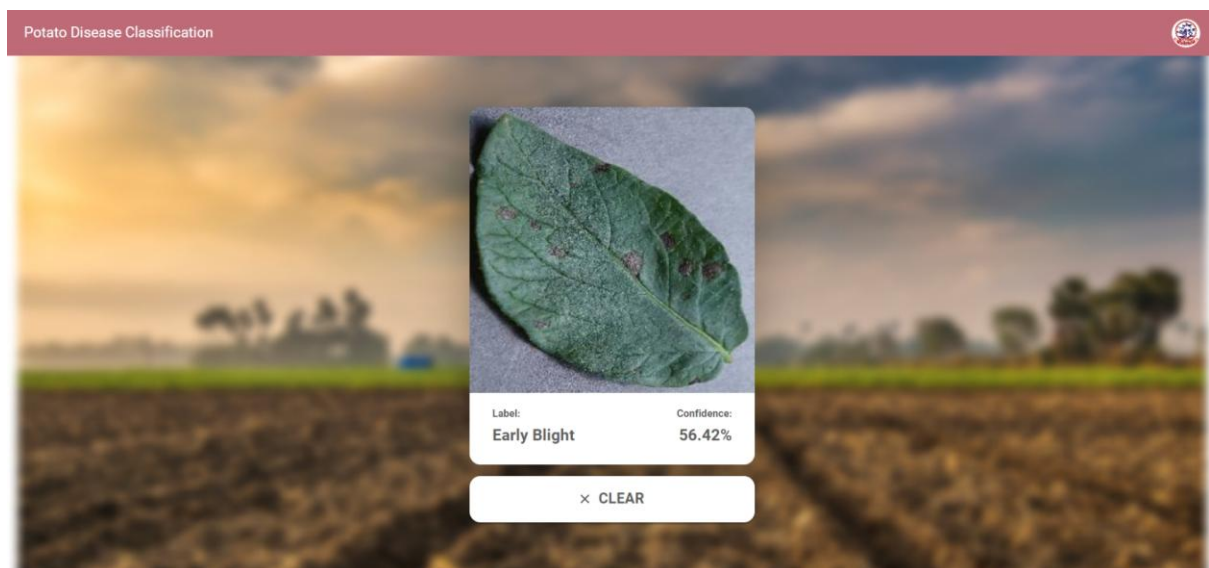 Potato Disease Classification
Label:
Confidence:
Early Blight
56.42%
× CLEAR